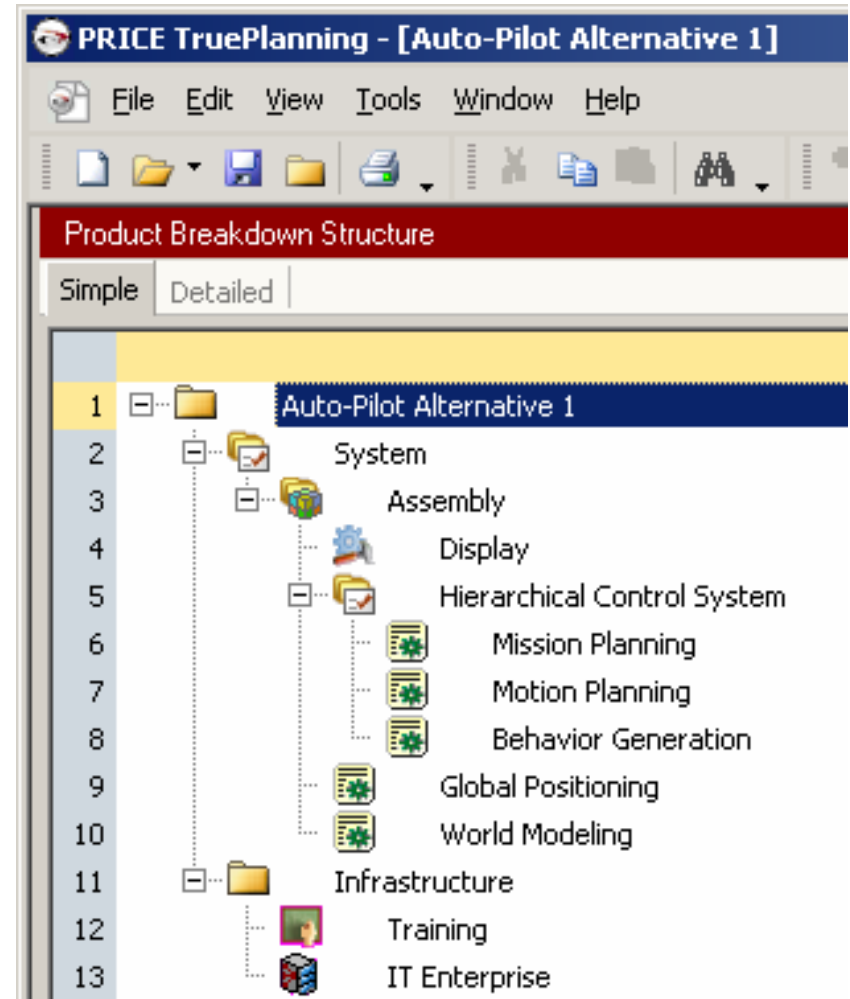 PRICE TruePlanning - [Auto-Pilot Alternative 1]
File Edit View Tools Window Help
Product Breakdown Structure
Simple Detailed
1 Auto-Pilot Alternative 1
2 System
3 Assembly
4 Display
5 Hierarchical Control System
6 Mission Planning
7 Motion Planning
8 Behavior Generation
9 Global Positioning
10 World Modeling
11 Infrastructure
12 Training
13 IT Enterprise